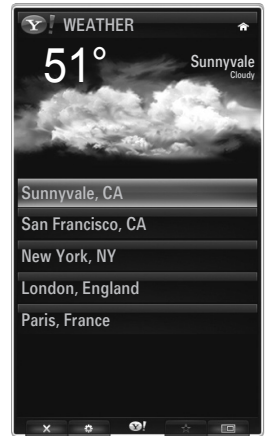 Y! WEATHER
51°
Sunnyvale
Cloudy
Sunnyvale, CA
San Francisco, CA
New York, NY
London, England
Paris, France
Y!